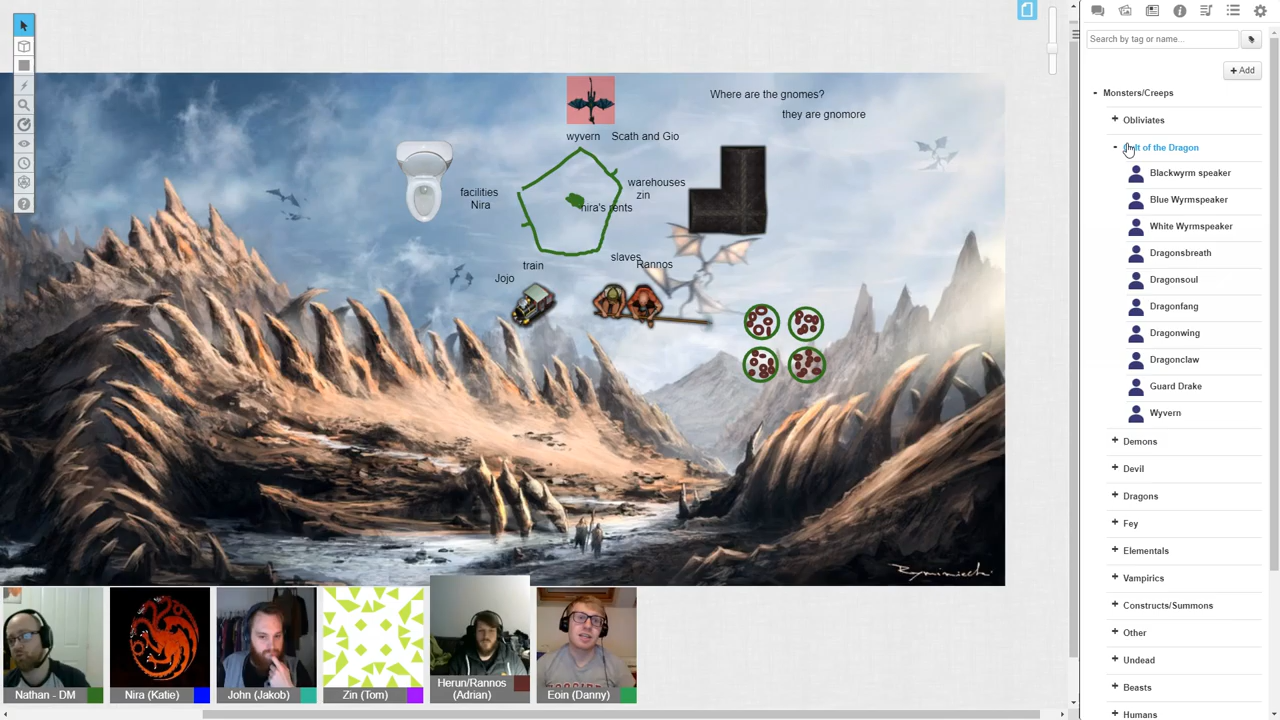 Where are the gnomes?
they are gnomore
wyvern
Scath and Gio
facilities
Nira
warehouses
zin
nira's rents
slaves
Rannos
train
Jojo
Nathan - DM
Nira (Katie)
John (Jakob)
Zin (Tom)
Herun/Rannos
(Adrian)
Eoin (Danny)
Search by tag or name...
+ Add
Monsters/Creeps
Obliviates
lt of the Dragon
Blackwyrm speaker
Blue Wyrmspeaker
White Wyrmspeaker
Dragonsbreath
Dragonsoul
Dragonfang
Dragonwing
Dragonclaw
Guard Drake
Wyvern
Demons
Devil
Dragons
Fey
Elementals
Vampirics
Constructs/Summons
Other
Undead
Beasts
Humans